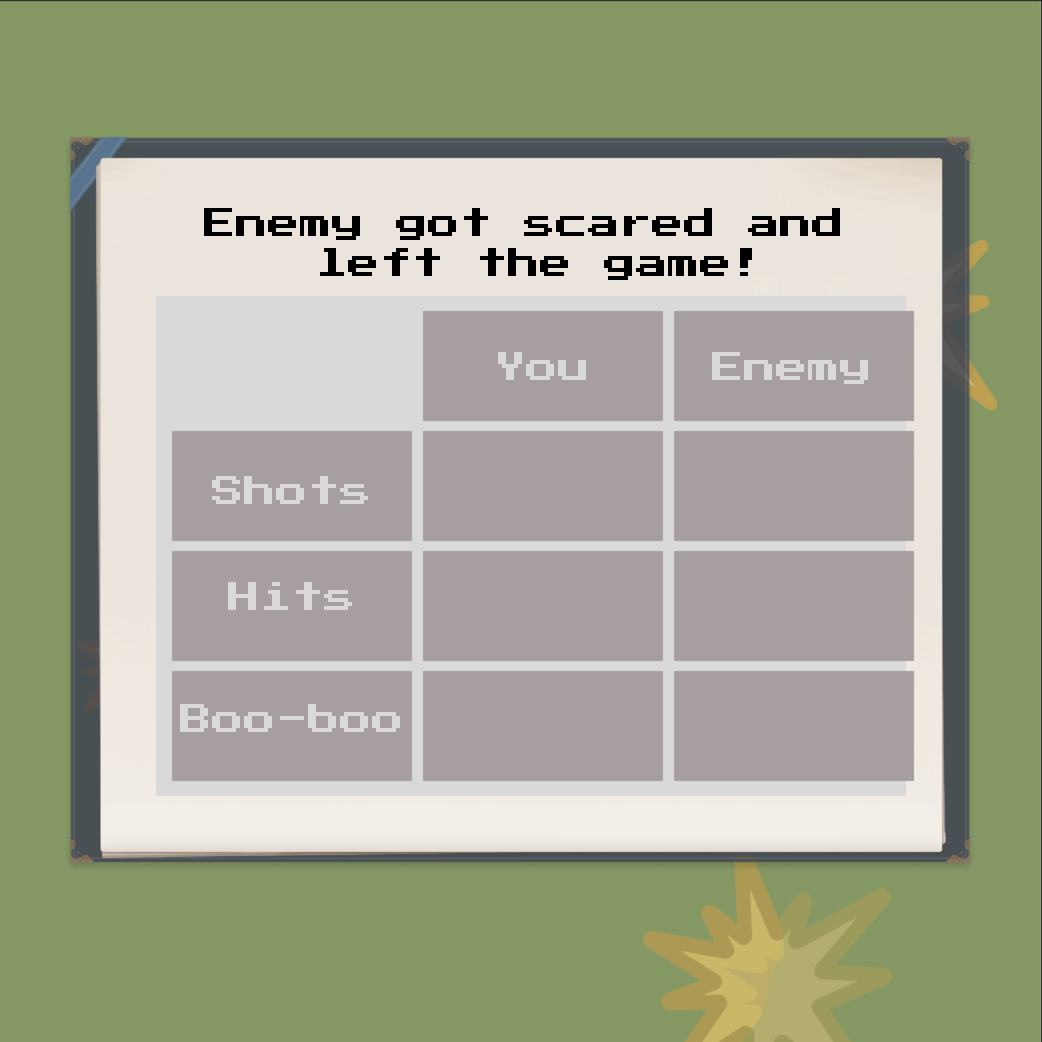 Enemy got scared and
left the game!
You Enemy
Shots
Hits
Boo-boo